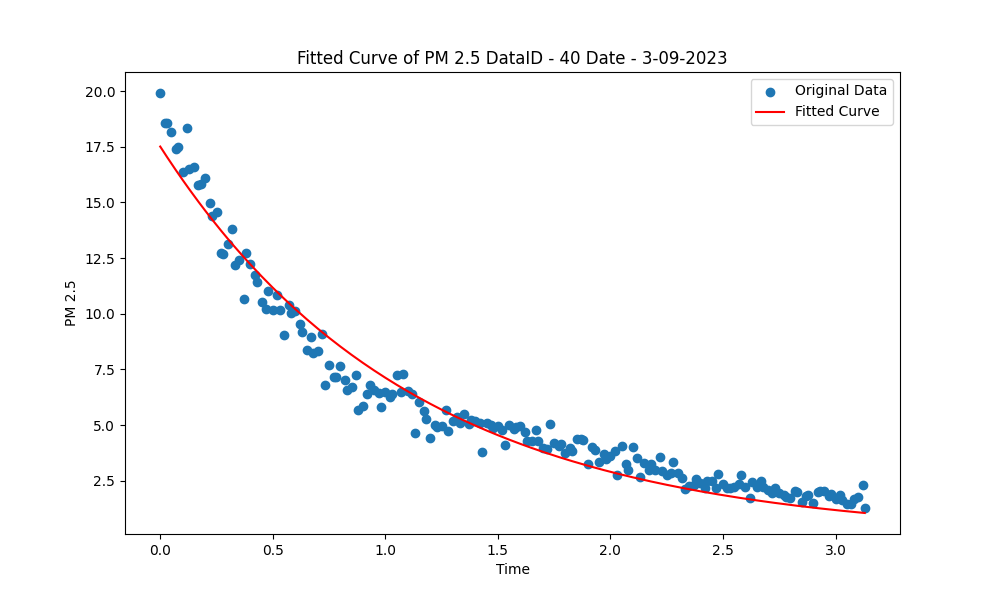 Fitted Curve of PM 2.5 DataID - 40 Date - 3-09-2023
Original Data
Fitted Curve
20.0
17.5
15.0
12.5
10.0
7.5
5.0
2.5
PM 2.5
0.0 0.5 1.0 1.5 2.0 2.5 3.0
Time